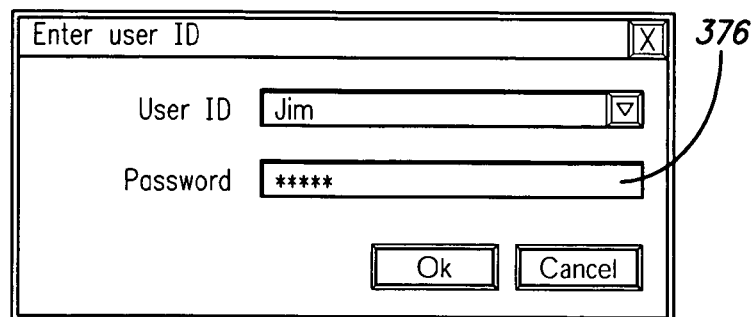 Enter user ID X 376
User ID Jim
Password *****
Ok Cancel